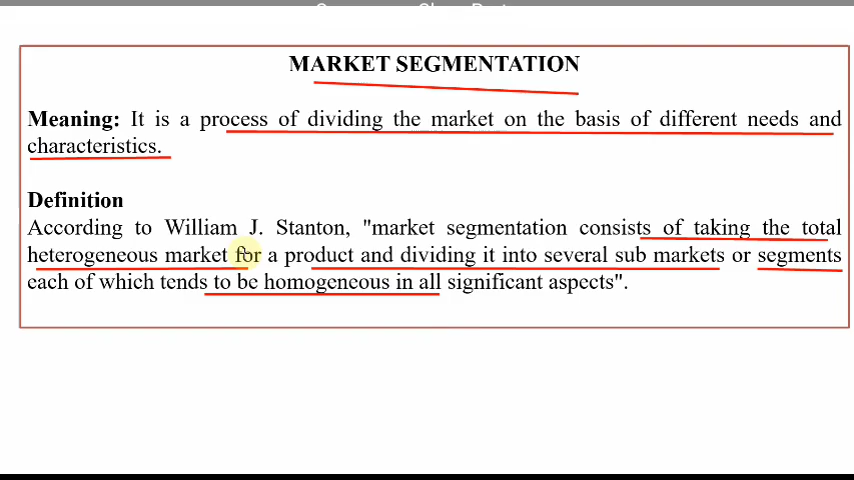 MARKET SEGMENTATION
Meaning: It is a process of dividing the market on the basis of different needs and
characteristics.
Definition
According to William J. Stanton, "market segmentation consists of taking the total
heterogeneous market for a product and dividing it into several sub markets or segments
each of which tends to be homogeneous in all significant aspects".